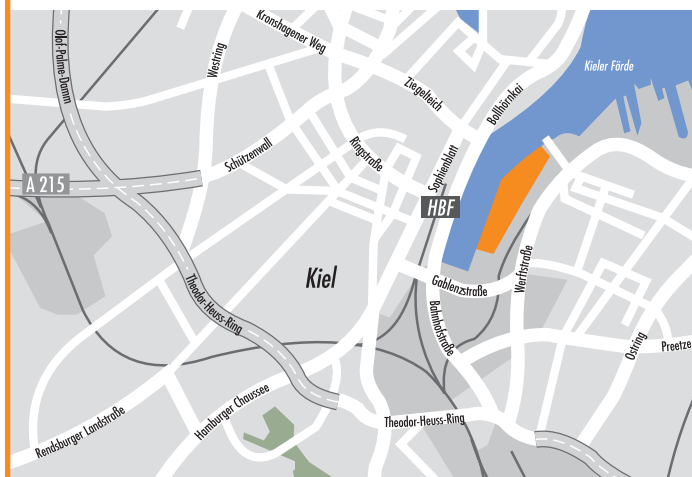 Kronshagener Weg
Olof-Palme-Damm
Westring
Kieler Förde
Ziegelteich
Bollhörnkai
Schützenwall
Ringstraße
Sophienblatt
A 215
HBF
Kiel
Gablenzstraße
Werftstraße
Theodor-Heuss-Ring
Bahnhofstraße
Ostring
Preetze
Hamburger Chaussee
Rendsburger Landstraße
Theodor-Heuss-Ring